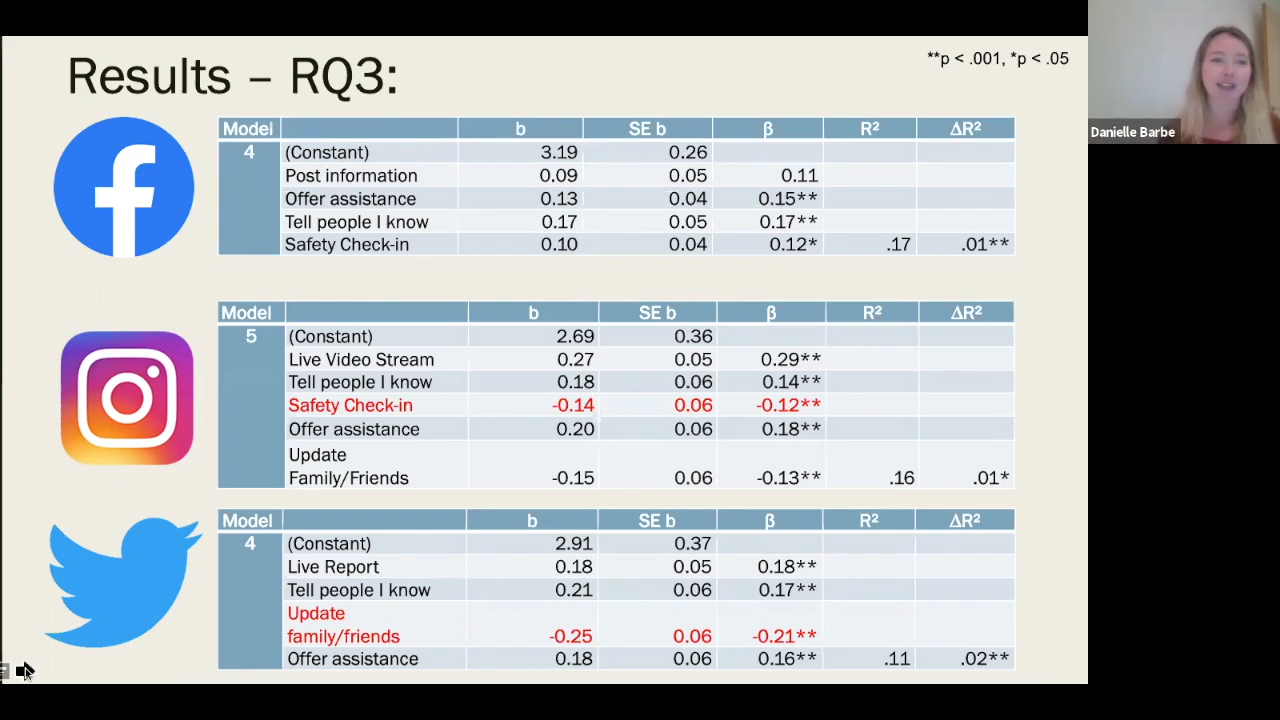 Results – RQ3:
**p < .001, *p < .05
Danielle Barbe
Model b SE b β R² ΔR²
4 (Constant) 3.19 0.26
Post information 0.09 0.05 0.11
Offer assistance 0.13 0.04 0.15**
Tell people I know 0.17 0.05 0.17**
Safety Check-in 0.10 0.04 0.12* .17 .01**
Model b SE b β R² ΔR²
5 (Constant) 2.69 0.36
Live Video Stream 0.27 0.05 0.29**
Tell people I know 0.18 0.06 0.14**
Safety Check-in -0.14 0.06 -0.12**
Offer assistance 0.20 0.06 0.18**
Update
Family/Friends -0.15 0.06 -0.13** .16 .01*
Model b SE b β R² ΔR²
4 (Constant) 2.91 0.37
Live Report 0.18 0.05 0.18**
Tell people I know 0.21 0.06 0.17**
Update
family/friends -0.25 0.06 -0.21**
Offer assistance 0.18 0.06 0.16** .11 .02**